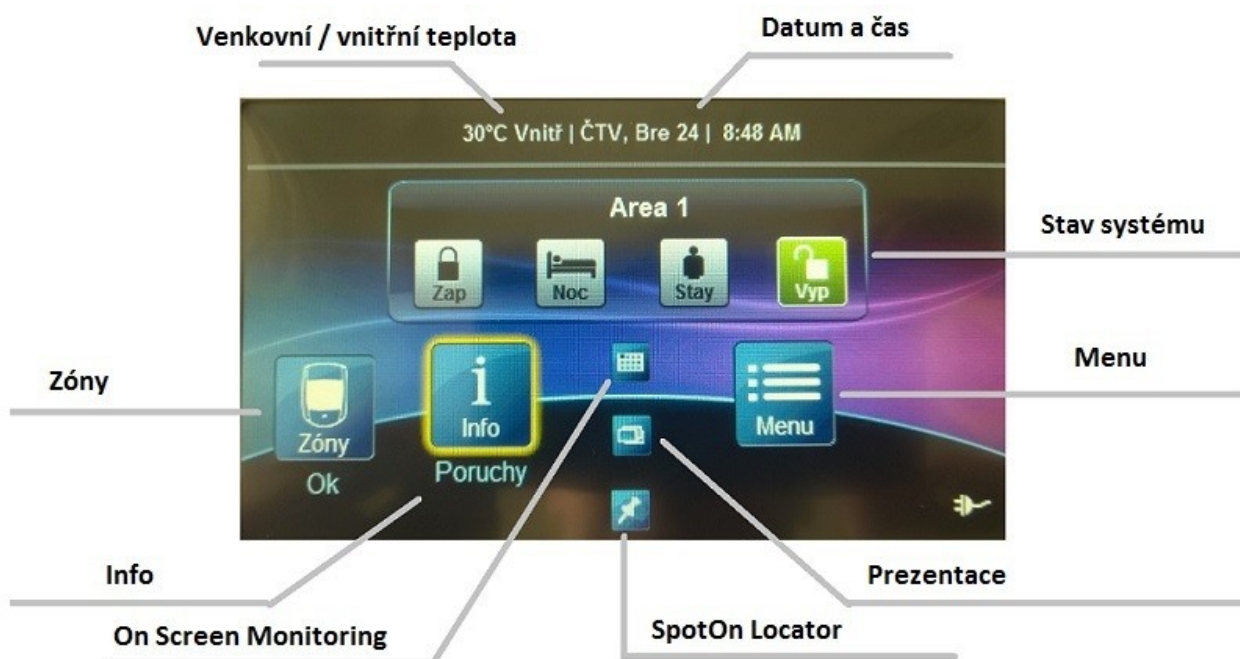 Venkovní / vnitřní teplota
Datum a čas
30°C Vnitř | ČTV, Bre 24 | 8:48 AM
Area 1
Stav systému
Zap
Noc
Stay
Vyp
Zóny
Menu
Zóny
Info
Menu
Ok
Poruchy
Info
Prezentace
On Screen Monitoring
SpotOn Locator